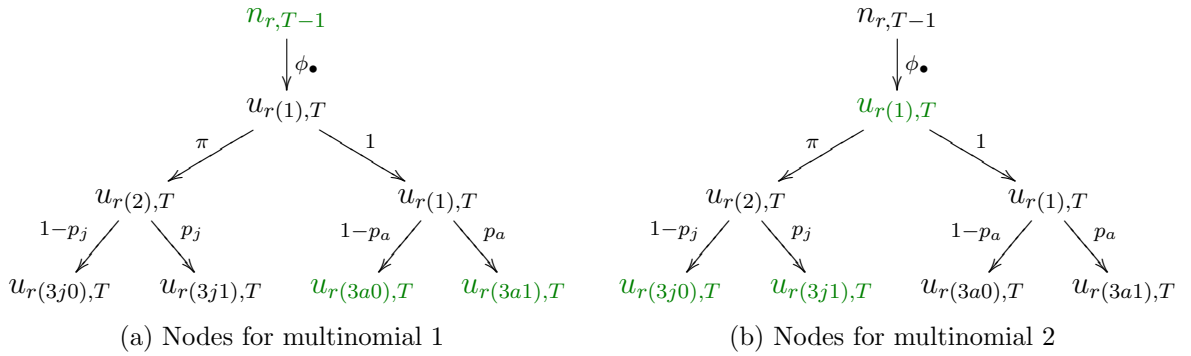 n_{r,T−1} n_{r,T−1}
ϕ_• ϕ_•
u_{r(1),T} u_{r(1),T}
π 1 π 1
u_{r(2),T} u_{r(1),T} u_{r(2),T} u_{r(1),T}
1−p_j p_j 1−p_a p_a 1−p_j p_j 1−p_a p_a
u_{r(3j0),T} u_{r(3j1),T} u_{r(3a0),T} u_{r(3a1),T} u_{r(3j0),T} u_{r(3j1),T} u_{r(3a0),T} u_{r(3a1),T}
(a) Nodes for multinomial 1 (b) Nodes for multinomial 2